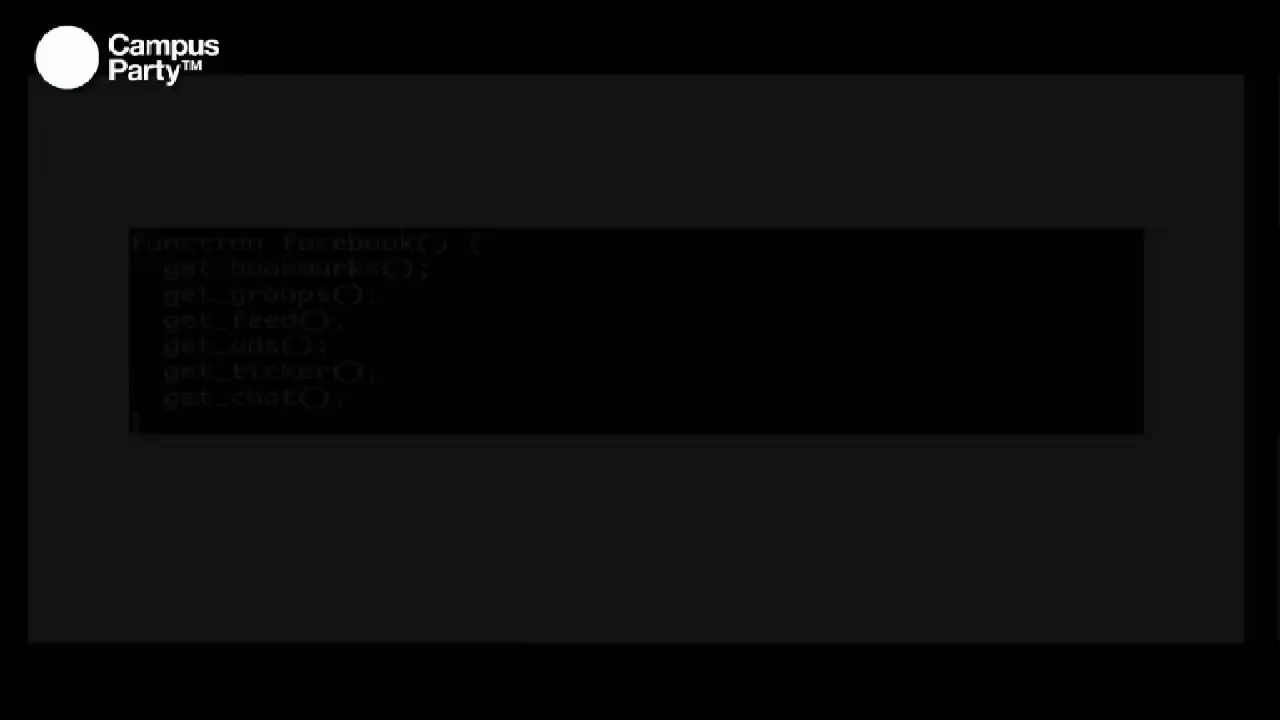 Campus
Party™
function facebook() {
get_bookmarks();
get_groups();
get_feed();
get_ads();
get_ticker();
get_chat();
}